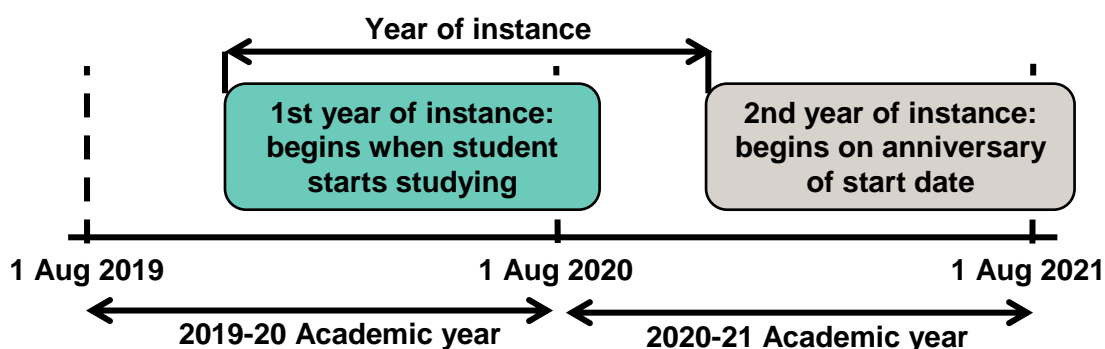 Year of instance
1st year of instance:
begins when student
starts studying
2nd year of instance:
begins on anniversary
of start date
1 Aug 2019
1 Aug 2020
1 Aug 2021
2019-20 Academic year
2020-21 Academic year